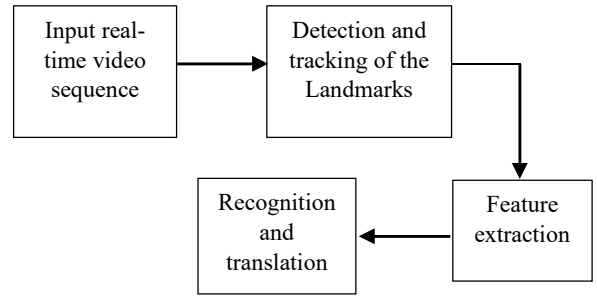 Input real-
time video
sequence
Detection and
tracking of the
Landmarks
Feature
extraction
Recognition
and
translation